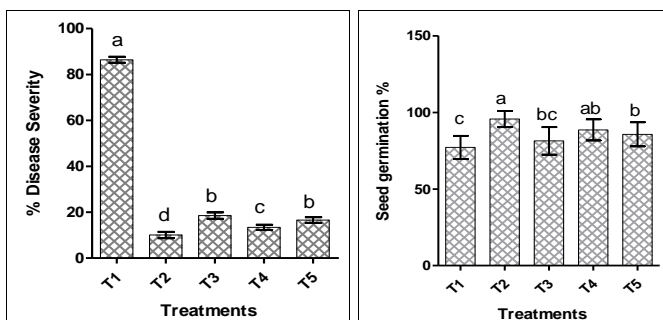 % Disease Severity
100
80
60
40
20
0
a
d
b
c
b
T1
T2
T3
T4
T5
Treatments
Seed germination %
150
100
50
0
c
a
bc
ab
b
T1
T2
T3
T4
T5
Treatments